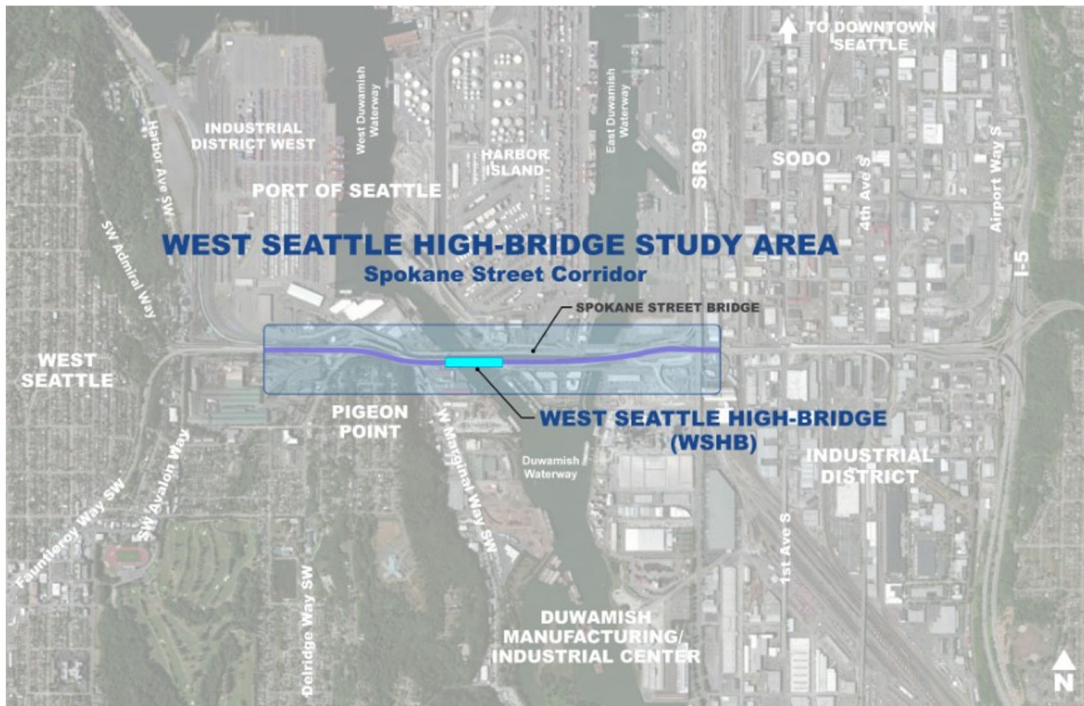 TO DOWNTOWN
SEATTLE
West Duwamish
Waterway
East Duwamish
Waterway
Harbor Ave SW
INDUSTRIAL
DISTRICT WEST
HARBOR
ISLAND
SR 99
SODO
4th Ave S
Airport Way S
PORT OF SEATTLE
SW Admiral Way
WEST SEATTLE HIGH-BRIDGE STUDY AREA
Spokane Street Corridor
I-5
SPOKANE STREET BRIDGE
WEST
SEATTLE
PIGEON
POINT
WEST SEATTLE HIGH-BRIDGE
(WSHB)
W Marginal Way SW
Duwamish
Waterway
INDUSTRIAL
DISTRICT
SW Avalon Way
Fauntleroy Way SW
Delridge Way SW
1st Ave S
DUWAMISH
MANUFACTURING/
INDUSTRIAL CENTER
N